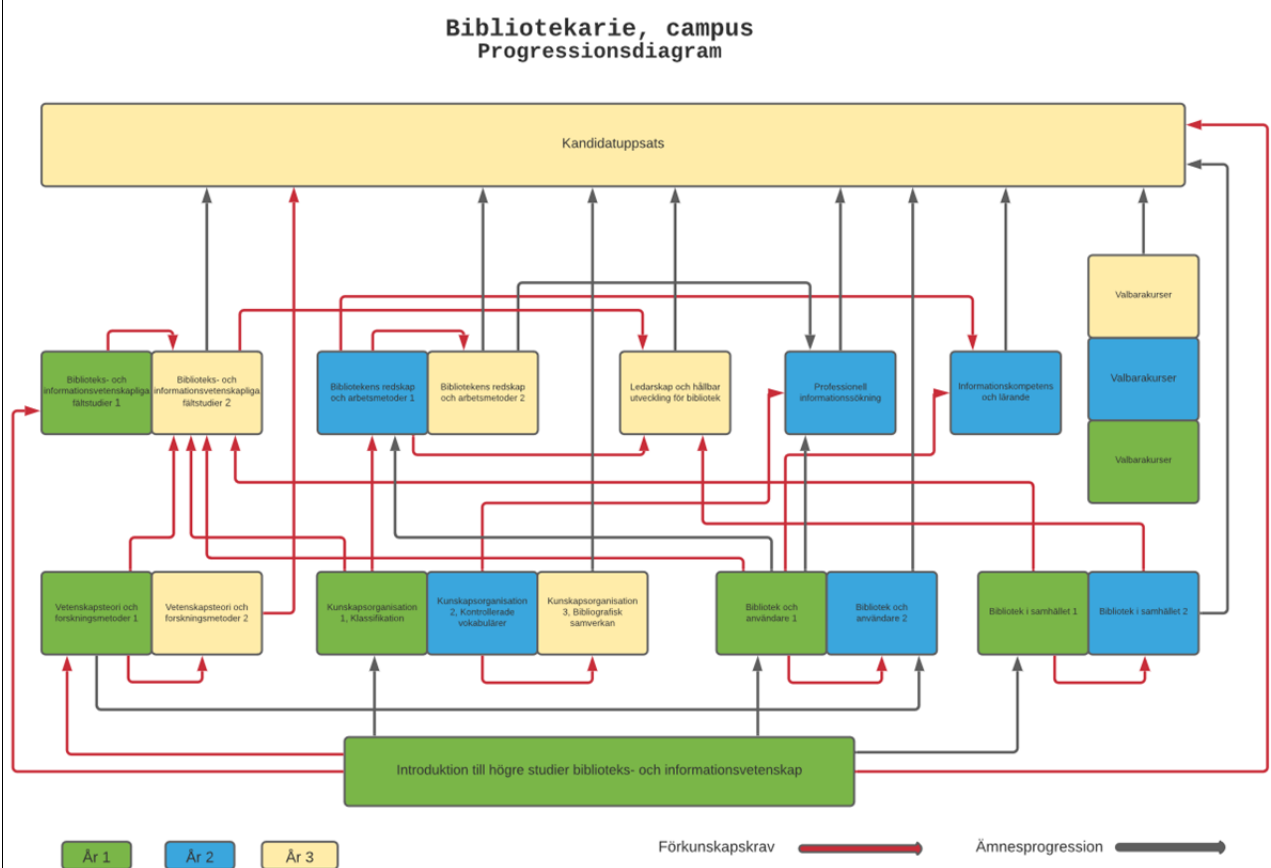 Bibliotekarie, campus
Progressionsdiagram
Kandidatuppsats
Valbarakurser
Valbarakurser
Valbarakurser
Biblioteks- och
informationsvetenskapliga
fältstudier 1
Biblioteks- och
informationsvetenskapliga
fältstudier 2
Bibliotekens redskap
och arbetsmetoder 1
Bibliotekens redskap
och arbetsmetoder 2
Ledarskap och hållbar
utveckling för bibliotek
Professionell
informationssökning
Informationskompetens
och lärande
Vetenskapsteori och
forskningsmetoder 1
Vetenskapsteori och
forskningsmetoder 2
Kunskapsorganisation
1, Klassifikation
Kunskapsorganisation
2, Kontrollerade
vokabulärer
Kunskapsorganisation
3, Bibliografisk
samverkan
Bibliotek och
användare 1
Bibliotek och
användare 2
Bibliotek i samhället 1
Bibliotek i samhället 2
Introduktion till högre studier biblioteks- och informationsvetenskap
År 1
År 2
År 3
Förkunskapskrav
Ämnesprogression